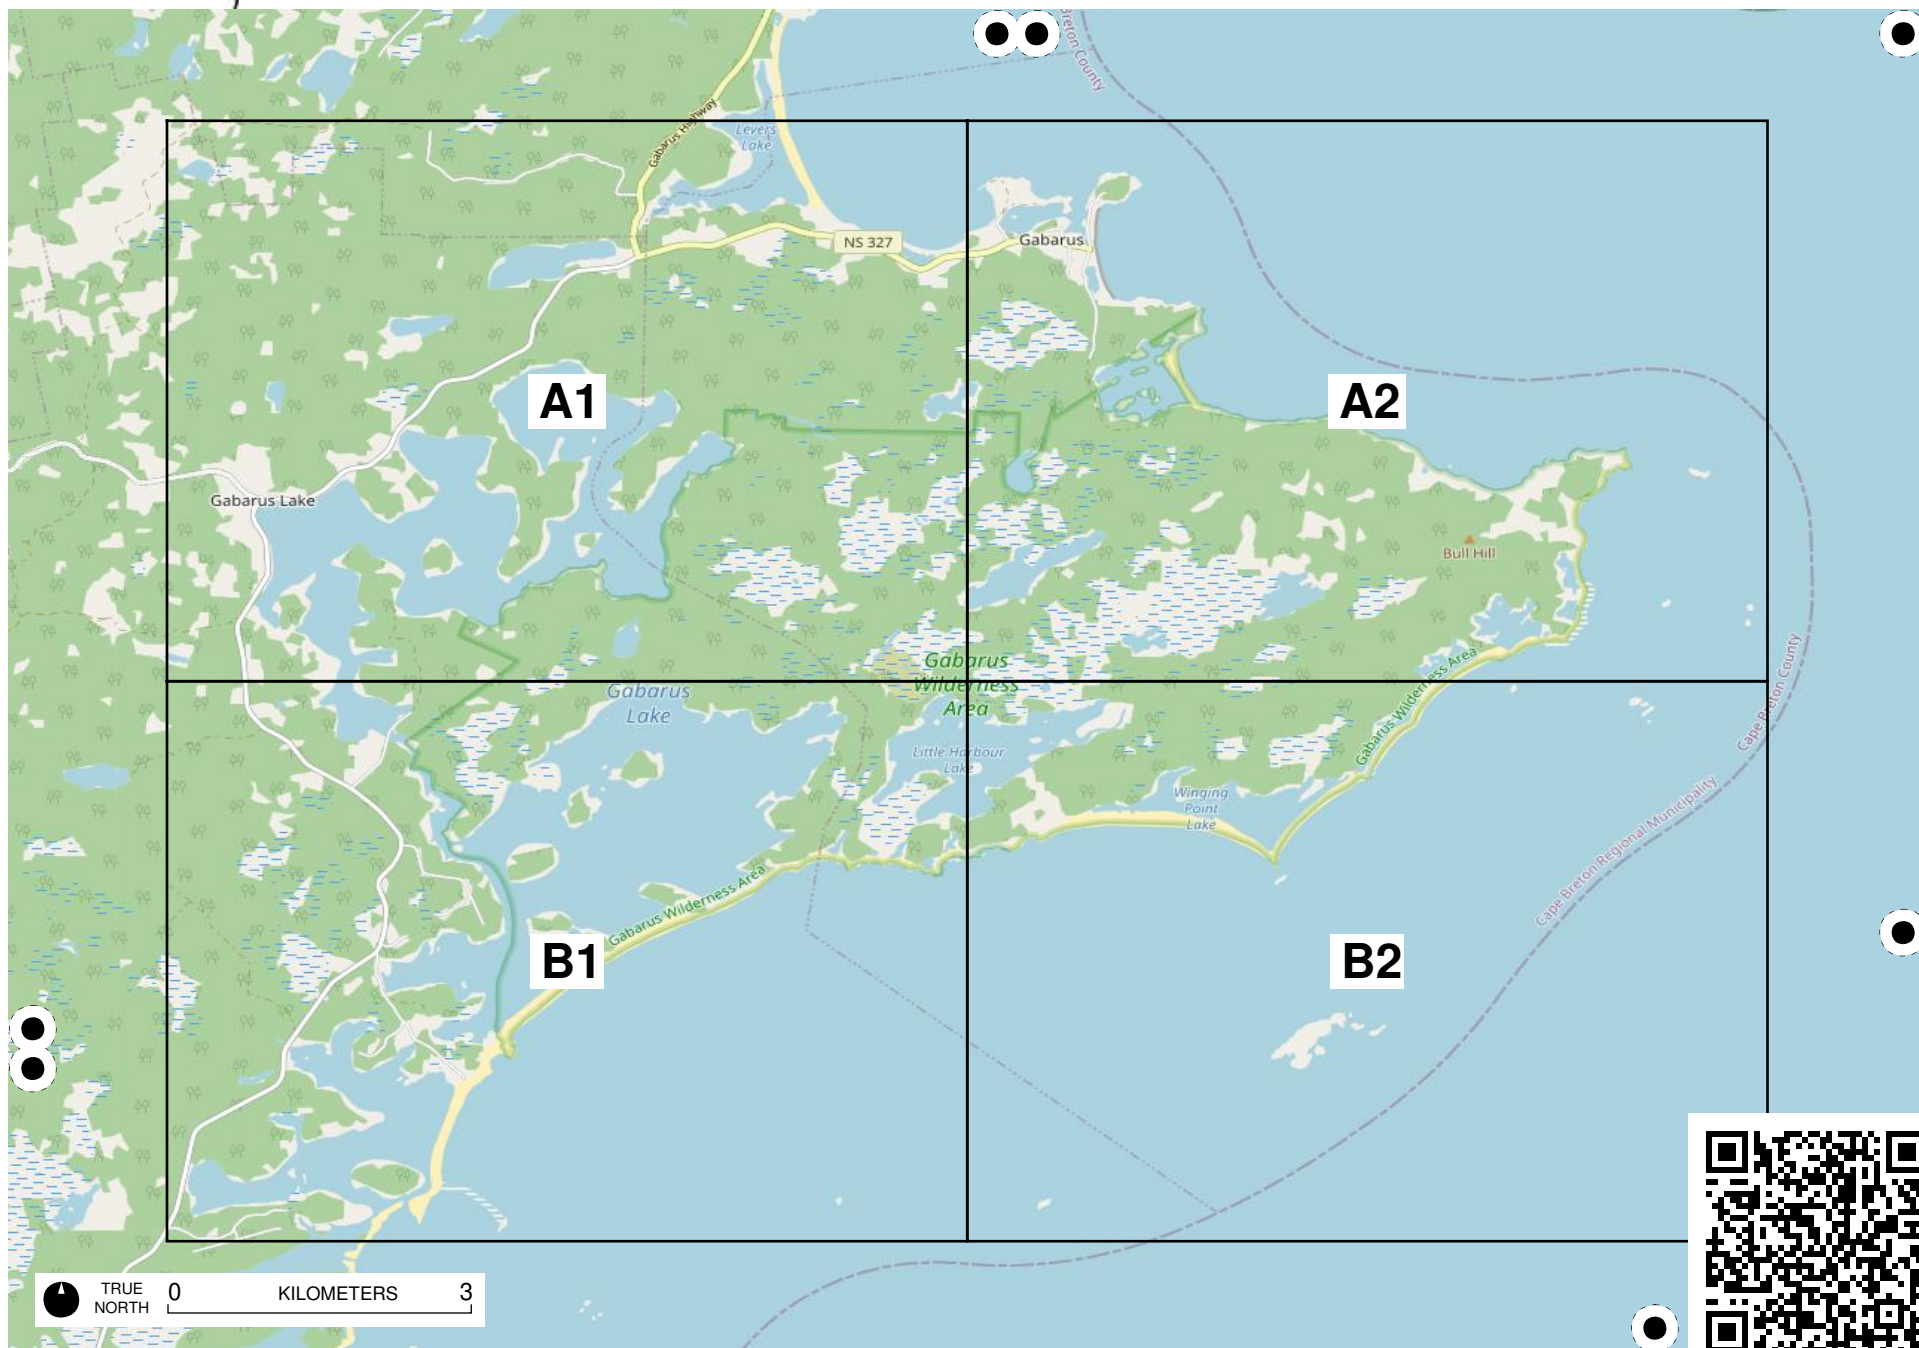 Breton County
Gabarus Highway
Levers
Lake
NS 327
Gabarus
A1
A2
Gabarus Lake
Bull Hill
Gabarus
Wilderness
Area
Gabarus
Lake
Gabarus Wilderness Area
Cape Breton County
Little Harbour
Lake
Winging
Point
Lake
Cape Breton Regional Municipality
Gabarus Wilderness Area
B1
B2
TRUE
NORTH
0 KILOMETERS 3